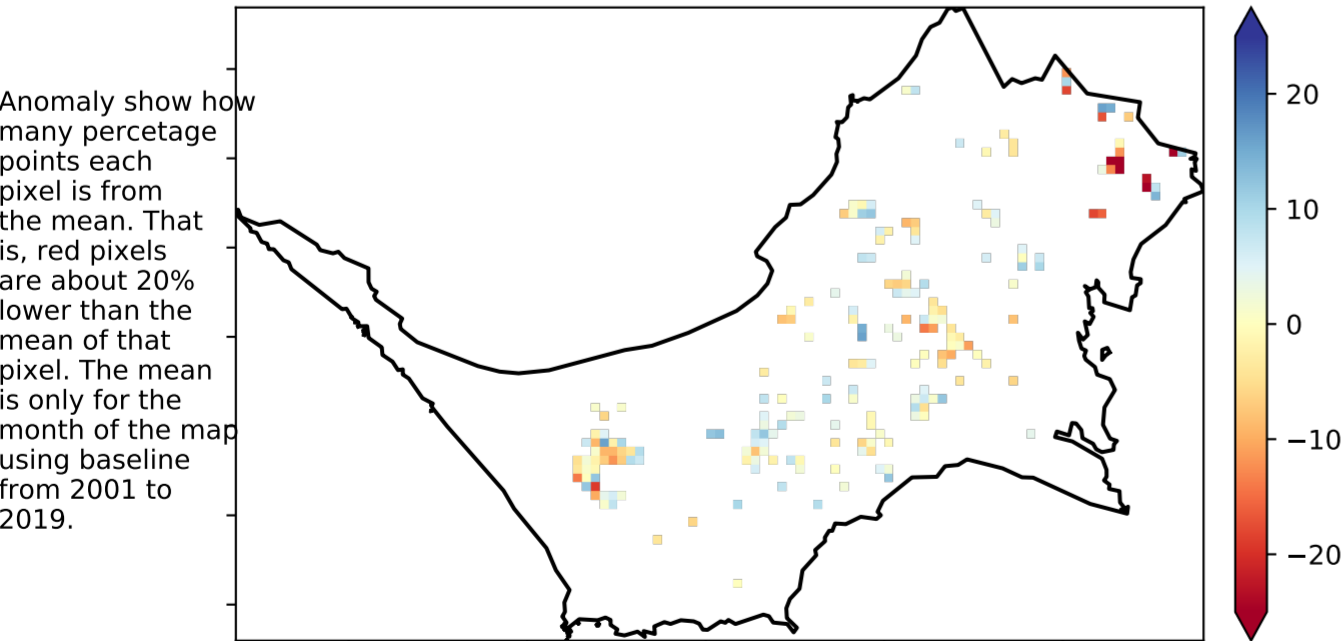 Anomaly show how
many percetage
points each
pixel is from
the mean. That
is, red pixels
are about 20%
lower than the
mean of that
pixel. The mean
is only for the
month of the map
using baseline
from 2001 to
2019.
20
10
0
−10
−20